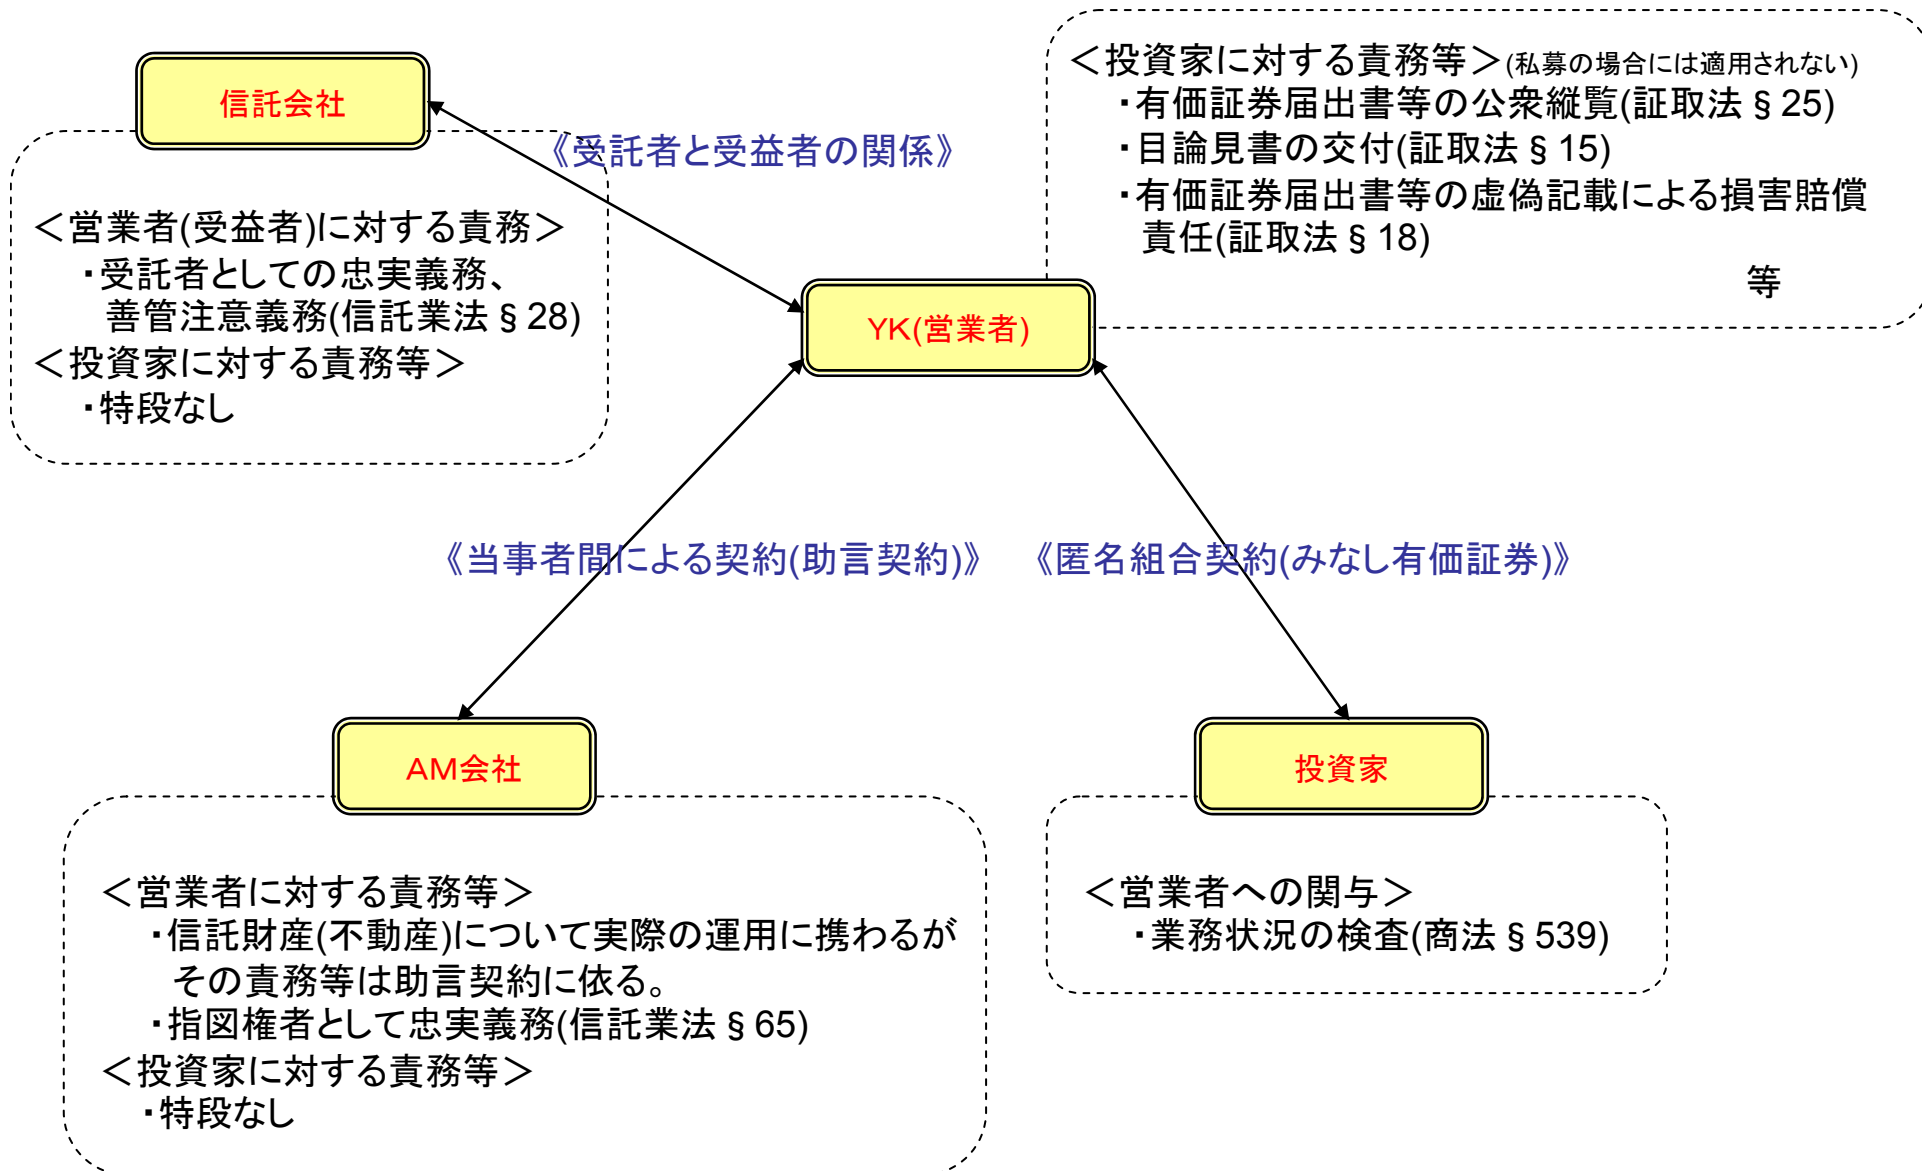 信託会社
《受託者と受益者の関係》
<営業者(受益者)に対する責務>
・受託者としての忠実義務、
善管注意義務(信託業法§28)
<投資家に対する責務等>
・特段なし
<投資家に対する責務等>(私募の場合には適用されない)
・有価証券届出書等の公衆縦覧(証取法§25)
・目論見書の交付(証取法§15)
・有価証券届出書等の虚偽記載による損害賠償
責任(証取法§18)
等
YK(営業者)
《当事者間による契約(助言契約)》
《匿名組合契約(みなし有価証券)》
AM会社
<営業者に対する責務等>
・信託財産(不動産)について実際の運用に携わるが
その責務等は助言契約に依る。
・指図権者として忠実義務(信託業法§65)
<投資家に対する責務等>
・特段なし
投資家
<営業者への関与>
・業務状況の検査(商法§539)